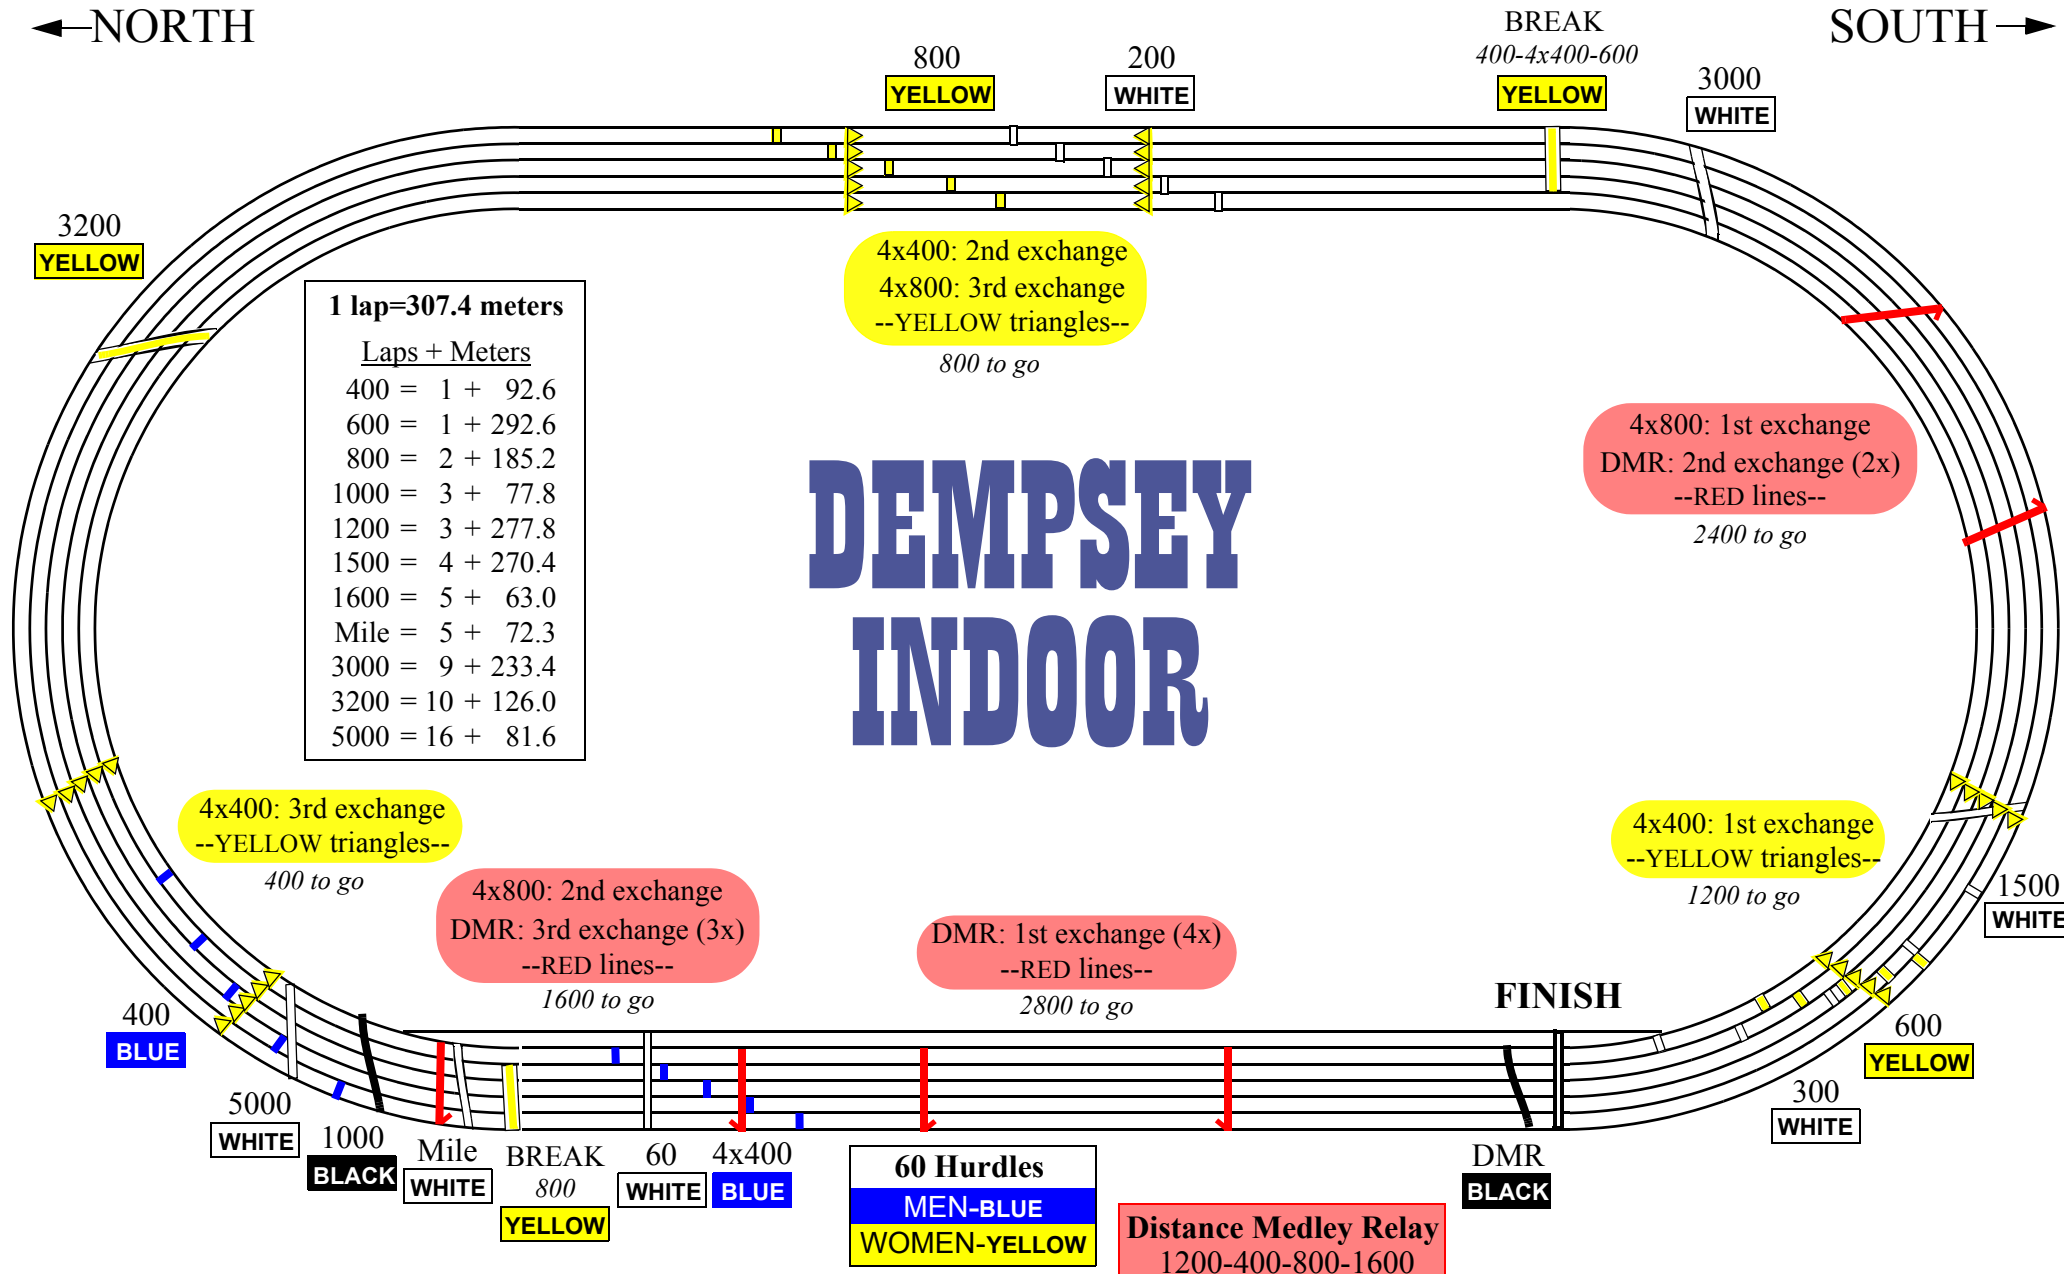 NORTH
SOUTH
BREAK
400-4x400-600
YELLOW
800
YELLOW
200
WHITE
3000
WHITE
3200
YELLOW
4x400: 2nd exchange
4x800: 3rd exchange
--YELLOW triangles--
800 to go
1 lap=307.4 meters
Laps + Meters
400 = 1 + 92.6
600 = 1 + 292.6
800 = 2 + 185.2
1000 = 3 + 77.8
1200 = 3 + 277.8
1500 = 4 + 270.4
1600 = 5 + 63.0
Mile = 5 + 72.3
3000 = 9 + 233.4
3200 = 10 + 126.0
5000 = 16 + 81.6
DEMPSEY
INDOOR
4x800: 1st exchange
DMR: 2nd exchange (2x)
--RED lines--
2400 to go
4x400: 3rd exchange
--YELLOW triangles--
400 to go
4x400: 1st exchange
--YELLOW triangles--
1200 to go
4x800: 2nd exchange
DMR: 3rd exchange (3x)
--RED lines--
1600 to go
DMR: 1st exchange (4x)
--RED lines--
2800 to go
FINISH
1500
WHITE
400
BLUE
600
YELLOW
5000
WHITE
300
WHITE
1000
BLACK
Mile
WHITE
BREAK
800
YELLOW
60
WHITE
4x400
BLUE
60 Hurdles
MEN-BLUE
WOMEN-YELLOW
DMR
BLACK
Distance Medley Relay
1200-400-800-1600